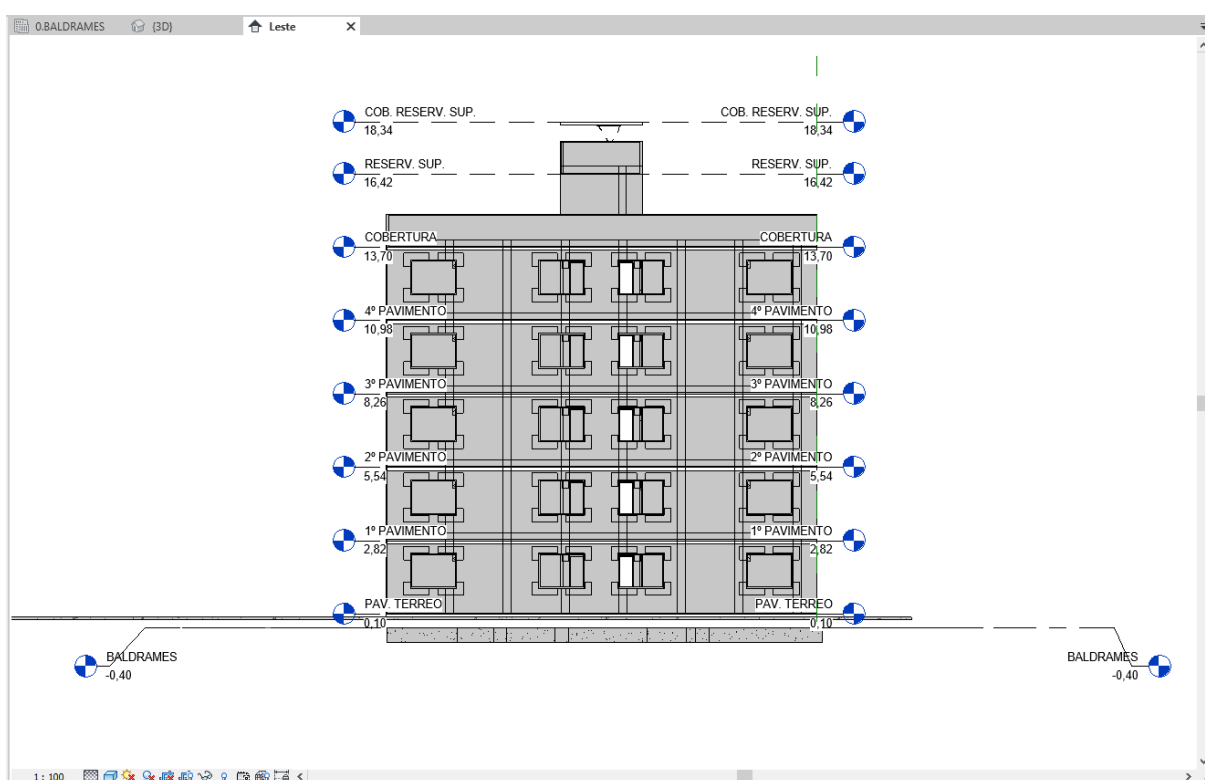 0.BALDRAMES {3D} Leste
COB. RESERV. SUP. COB. RESERV. SUP.
18,34 18,34
RESERV. SUP. RESERV. SUP.
16,42 16,42
COBERTURA COBERTURA
13,70 13,70
4º PAVIMENTO 4º PAVIMENTO
10,98 10,98
3º PAVIMENTO 3º PAVIMENTO
8,26 8,26
2º PAVIMENTO 2º PAVIMENTO
5,54 5,54
1º PAVIMENTO 1º PAVIMENTO
2,82 2,82
PAV. TERREO PAV. TERREO
0,10 0,10
BALDRAMES BALDRAMES
-0,40 -0,40
1 : 100